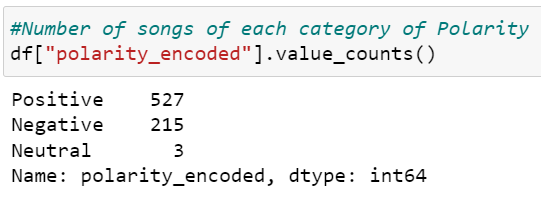 #Number of songs of each category of Polarity
df["polarity_encoded"].value_counts()
Positive    527
Negative    215
Neutral       3
Name: polarity_encoded, dtype: int64